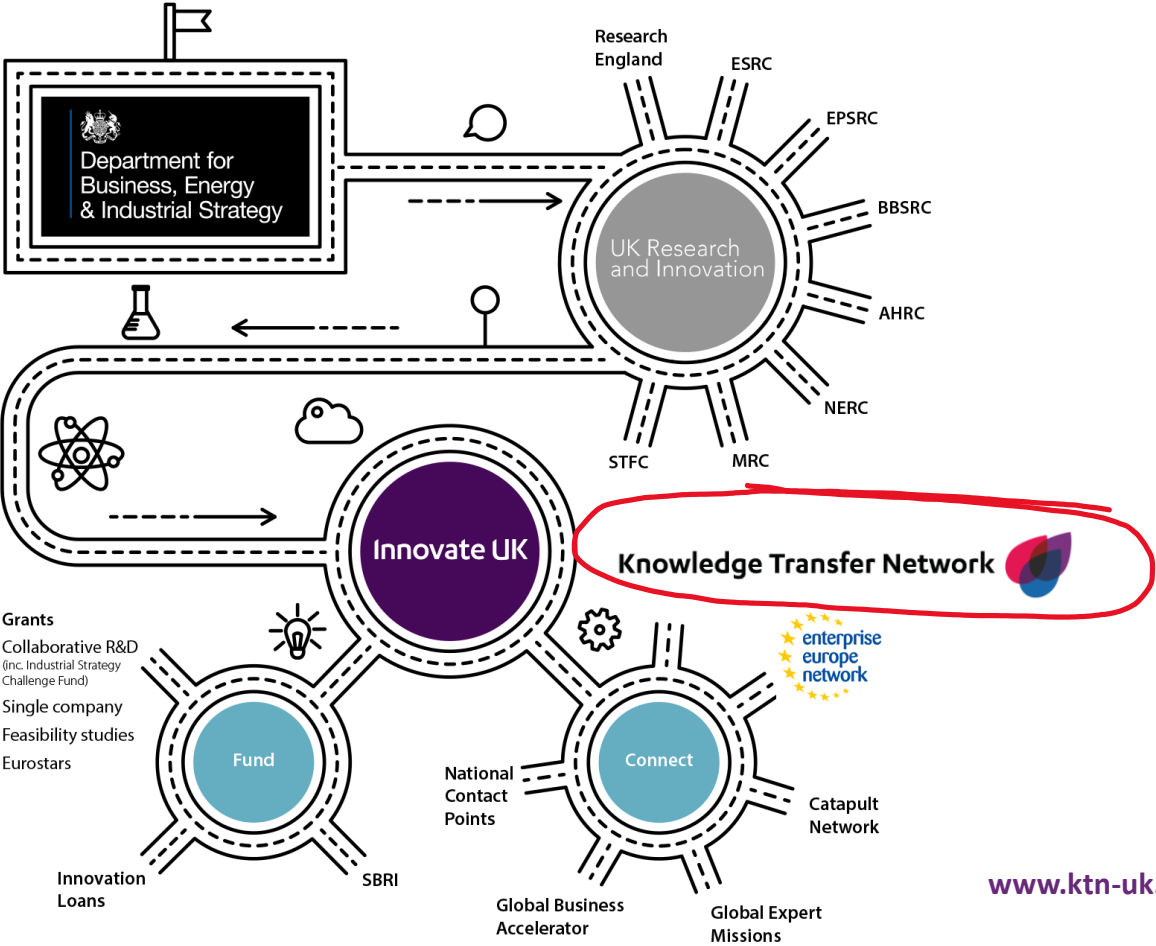 Research
England
ESRC
EPSRC
BBSRC
AHRC
NERC
MRC
STFC
Department for
Business, Energy
& Industrial Strategy
UK Research
and Innovation
Innovate UK
Knowledge Transfer Network
enterprise
europe
network
Grants
Collaborative R&D
(inc. Industrial Strategy
Challenge Fund)
Single company
Feasibility studies
Eurostars
Fund
Innovation
Loans
SBRI
Connect
National
Contact
Points
Catapult
Network
Global Business
Accelerator
Global Expert
Missions
www.ktn-uk.